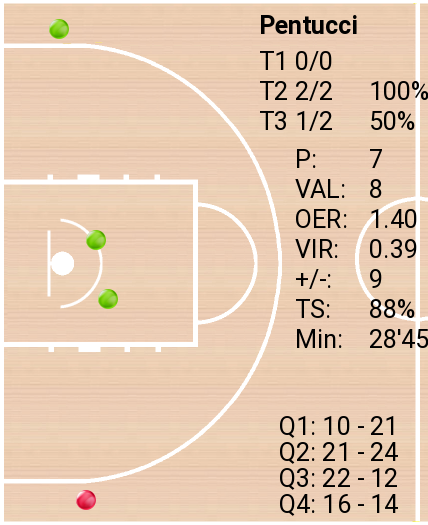 Pentucci
T1 0/0
T2 2/2 100%
T3 1/2 50%
P: 7
VAL: 8
OER: 1.40
VIR: 0.39
+/-: 9
TS: 88%
Min: 28'45
Q1: 10 - 21
Q2: 21 - 24
Q3: 22 - 12
Q4: 16 - 14